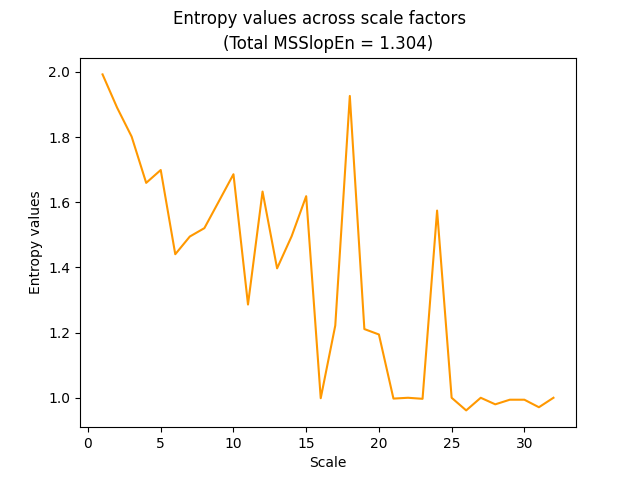 Entropy values across scale factors
(Total MSSlopEn = 1.304)
2.0
1.8
1.6
1.4
1.2
1.0
Entropy values
0 5 10 15 20 25 30
Scale